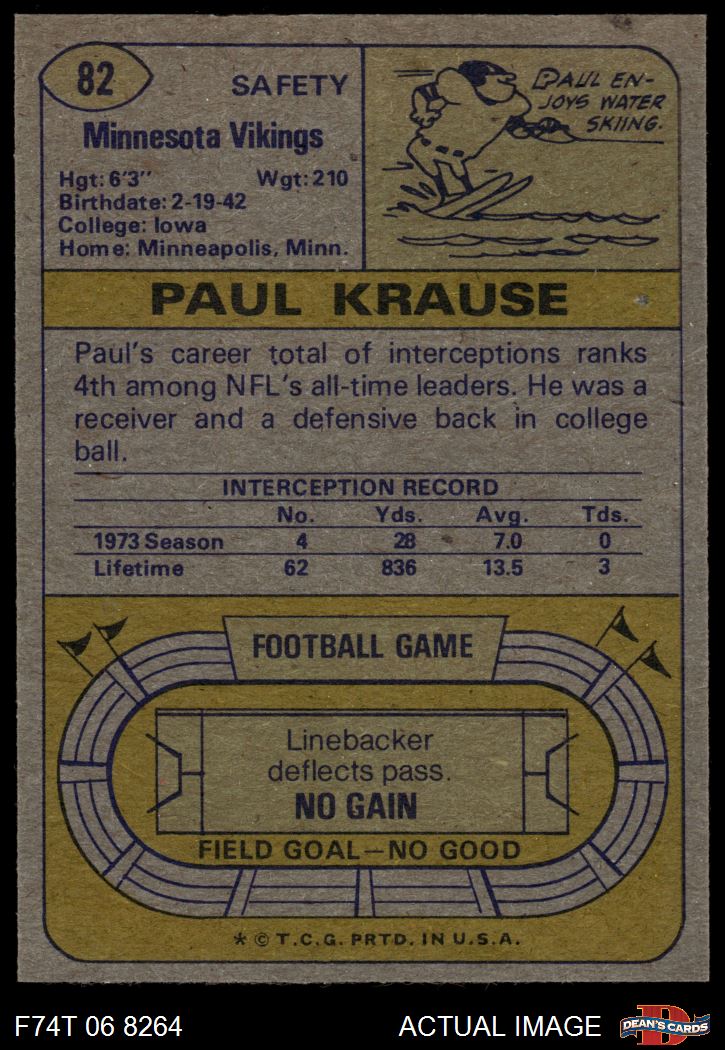 82
SAFETY
Minnesota Vikings
Hgt: 6'3" Wgt: 210
Birthdate: 2-19-42
College: Iowa
Home: Minneapolis, Minn.
PAUL EN-
JOYS WATER
SKIING.
PAUL KRAUSE
Paul's career total of interceptions ranks
4th among NFL's all-time leaders. He was a
receiver and a defensive back in college
ball.
INTERCEPTION RECORD
No. Yds. Avg. Tds.
1973 Season 4 28 7.0 0
Lifetime 62 836 13.5 3
FOOTBALL GAME
Linebacker
deflects pass.
NO GAIN
FIELD GOAL—NO GOOD
* © T.C.G. PRTD. IN U.S.A.
F74T 06 8264 ACTUAL IMAGE
D
DEAN'S CARDS